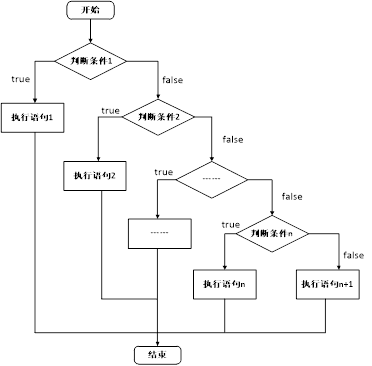 开始
判断条件1
true
false
执行语句1
判断条件2
true
false
执行语句2
------
true
false
------
判断条件n
true
false
执行语句n
执行语句n+1
结束